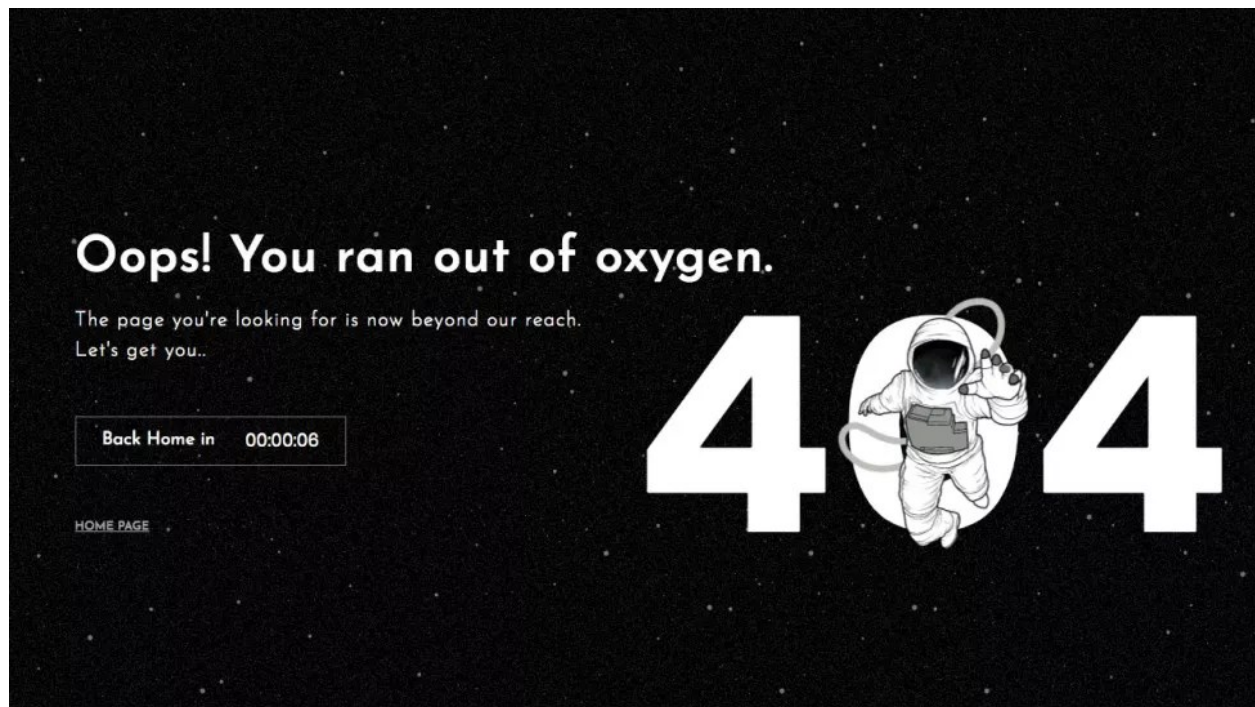 Oops! You ran out of oxygen.
The page you're looking for is now beyond our reach.
Let's get you..
Back Home in 00:00:06
HOME PAGE
404